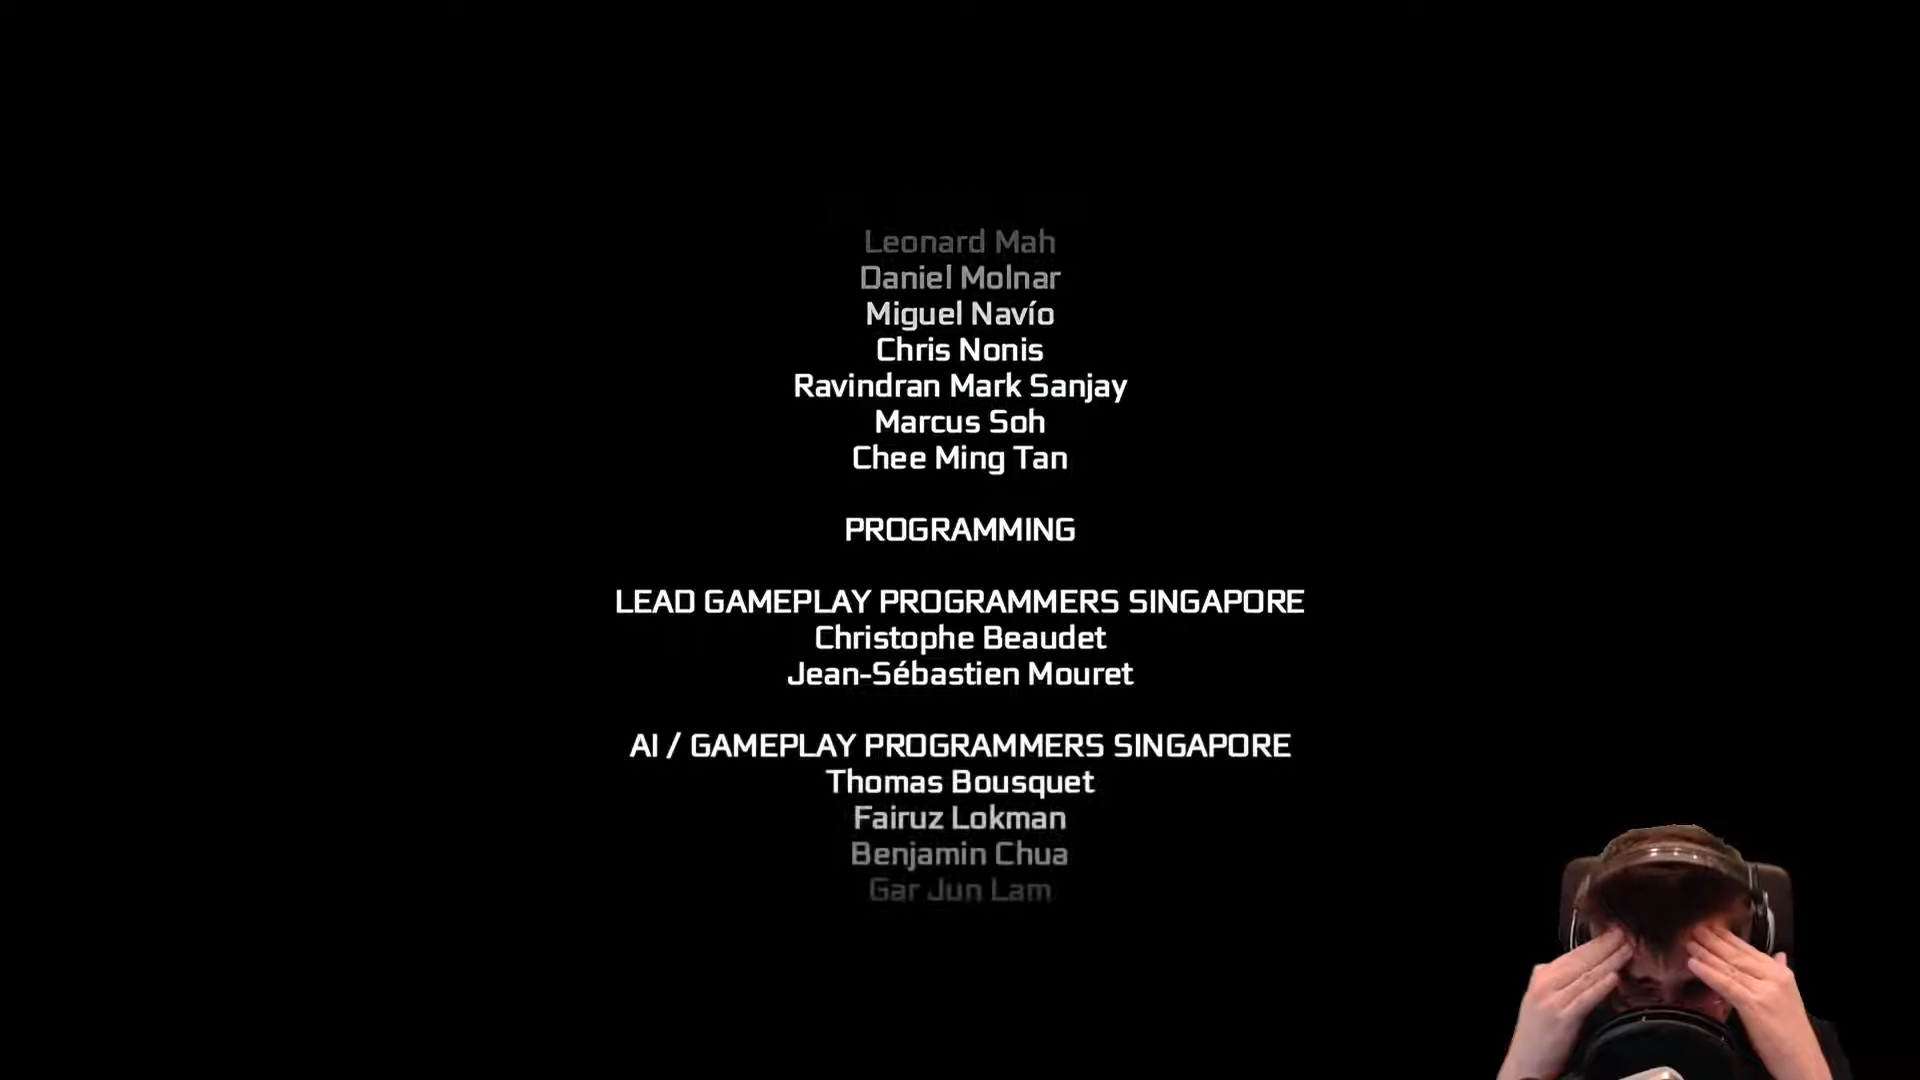 Leonard Mah
Daniel Molnar
Miguel Navío
Chris Nonis
Ravindran Mark Sanjay
Marcus Soh
Chee Ming Tan
PROGRAMMING
LEAD GAMEPLAY PROGRAMMERS SINGAPORE
Christophe Beaudet
Jean-Sébastien Mouret
AI / GAMEPLAY PROGRAMMERS SINGAPORE
Thomas Bousquet
Fairuz Lokman
Benjamin Chua
Gar Jun Lam